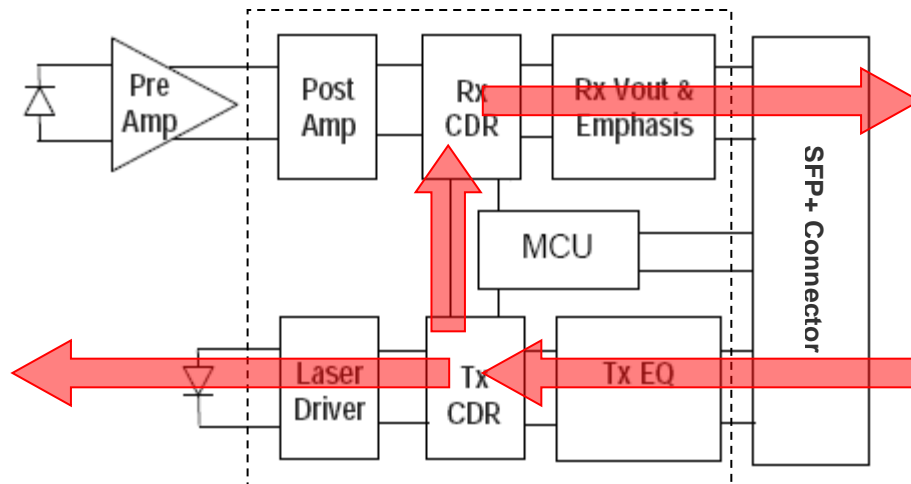 Pre
Amp
Post
Amp
Rx
CDR
Rx Vout &
Emphasis
SFP+ Connector
MCU
Laser
Driver
Tx
CDR
Tx EQ